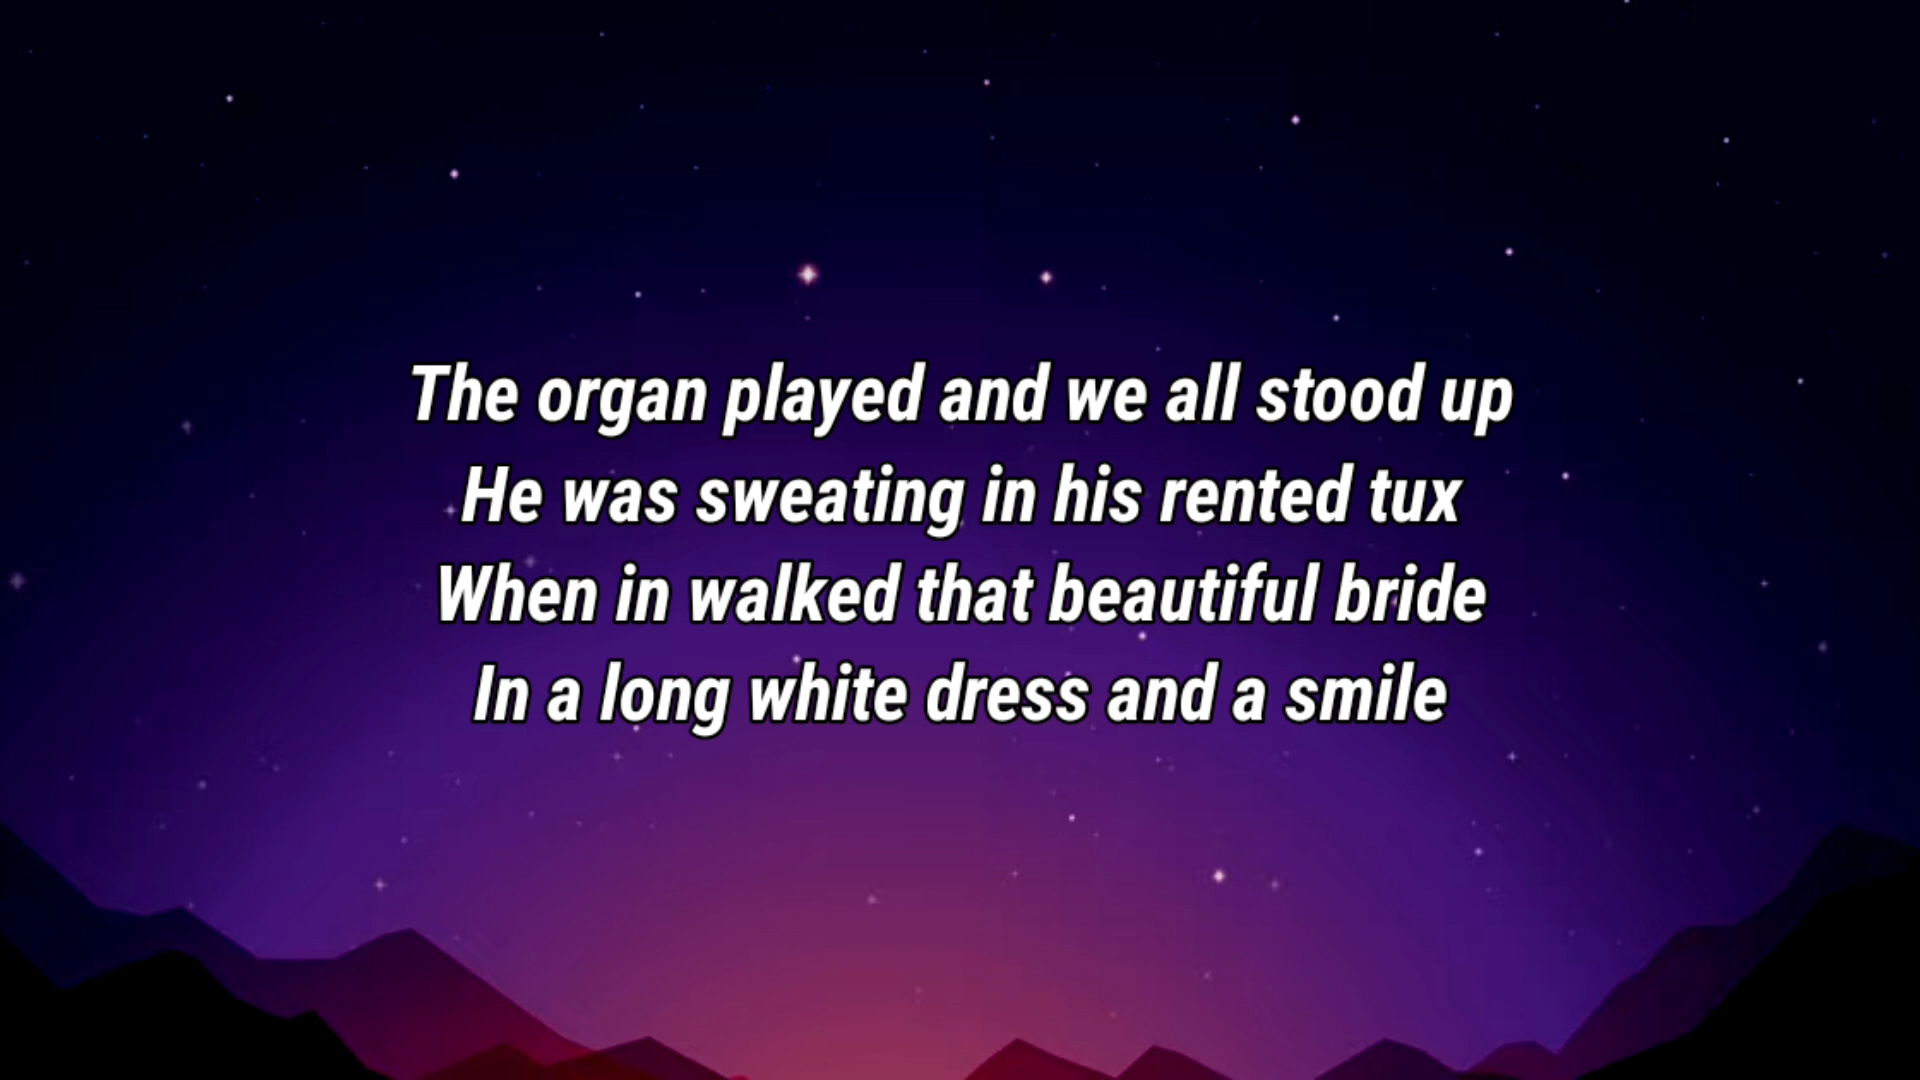 The organ played and we all stood up
He was sweating in his rented tux
When in walked that beautiful bride
In a long white dress and a smile